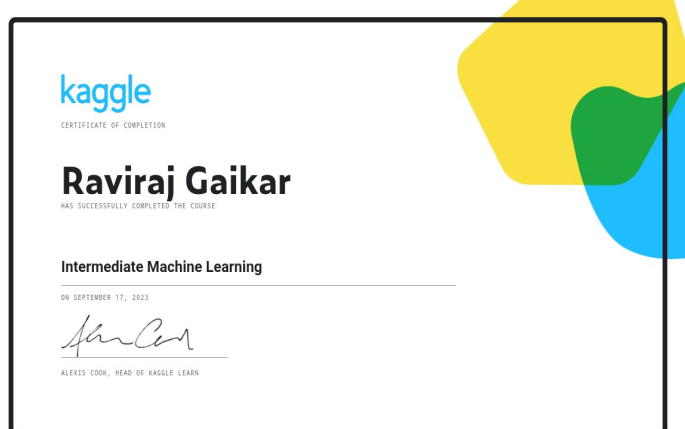 kaggle
CERTIFICATE OF COMPLETION
Raviraj Gaikar
HAS SUCCESSFULLY COMPLETED THE COURSE
Intermediate Machine Learning
ON SEPTEMBER 17, 2023
ALEXIS COOK, HEAD OF KAGGLE LEARN